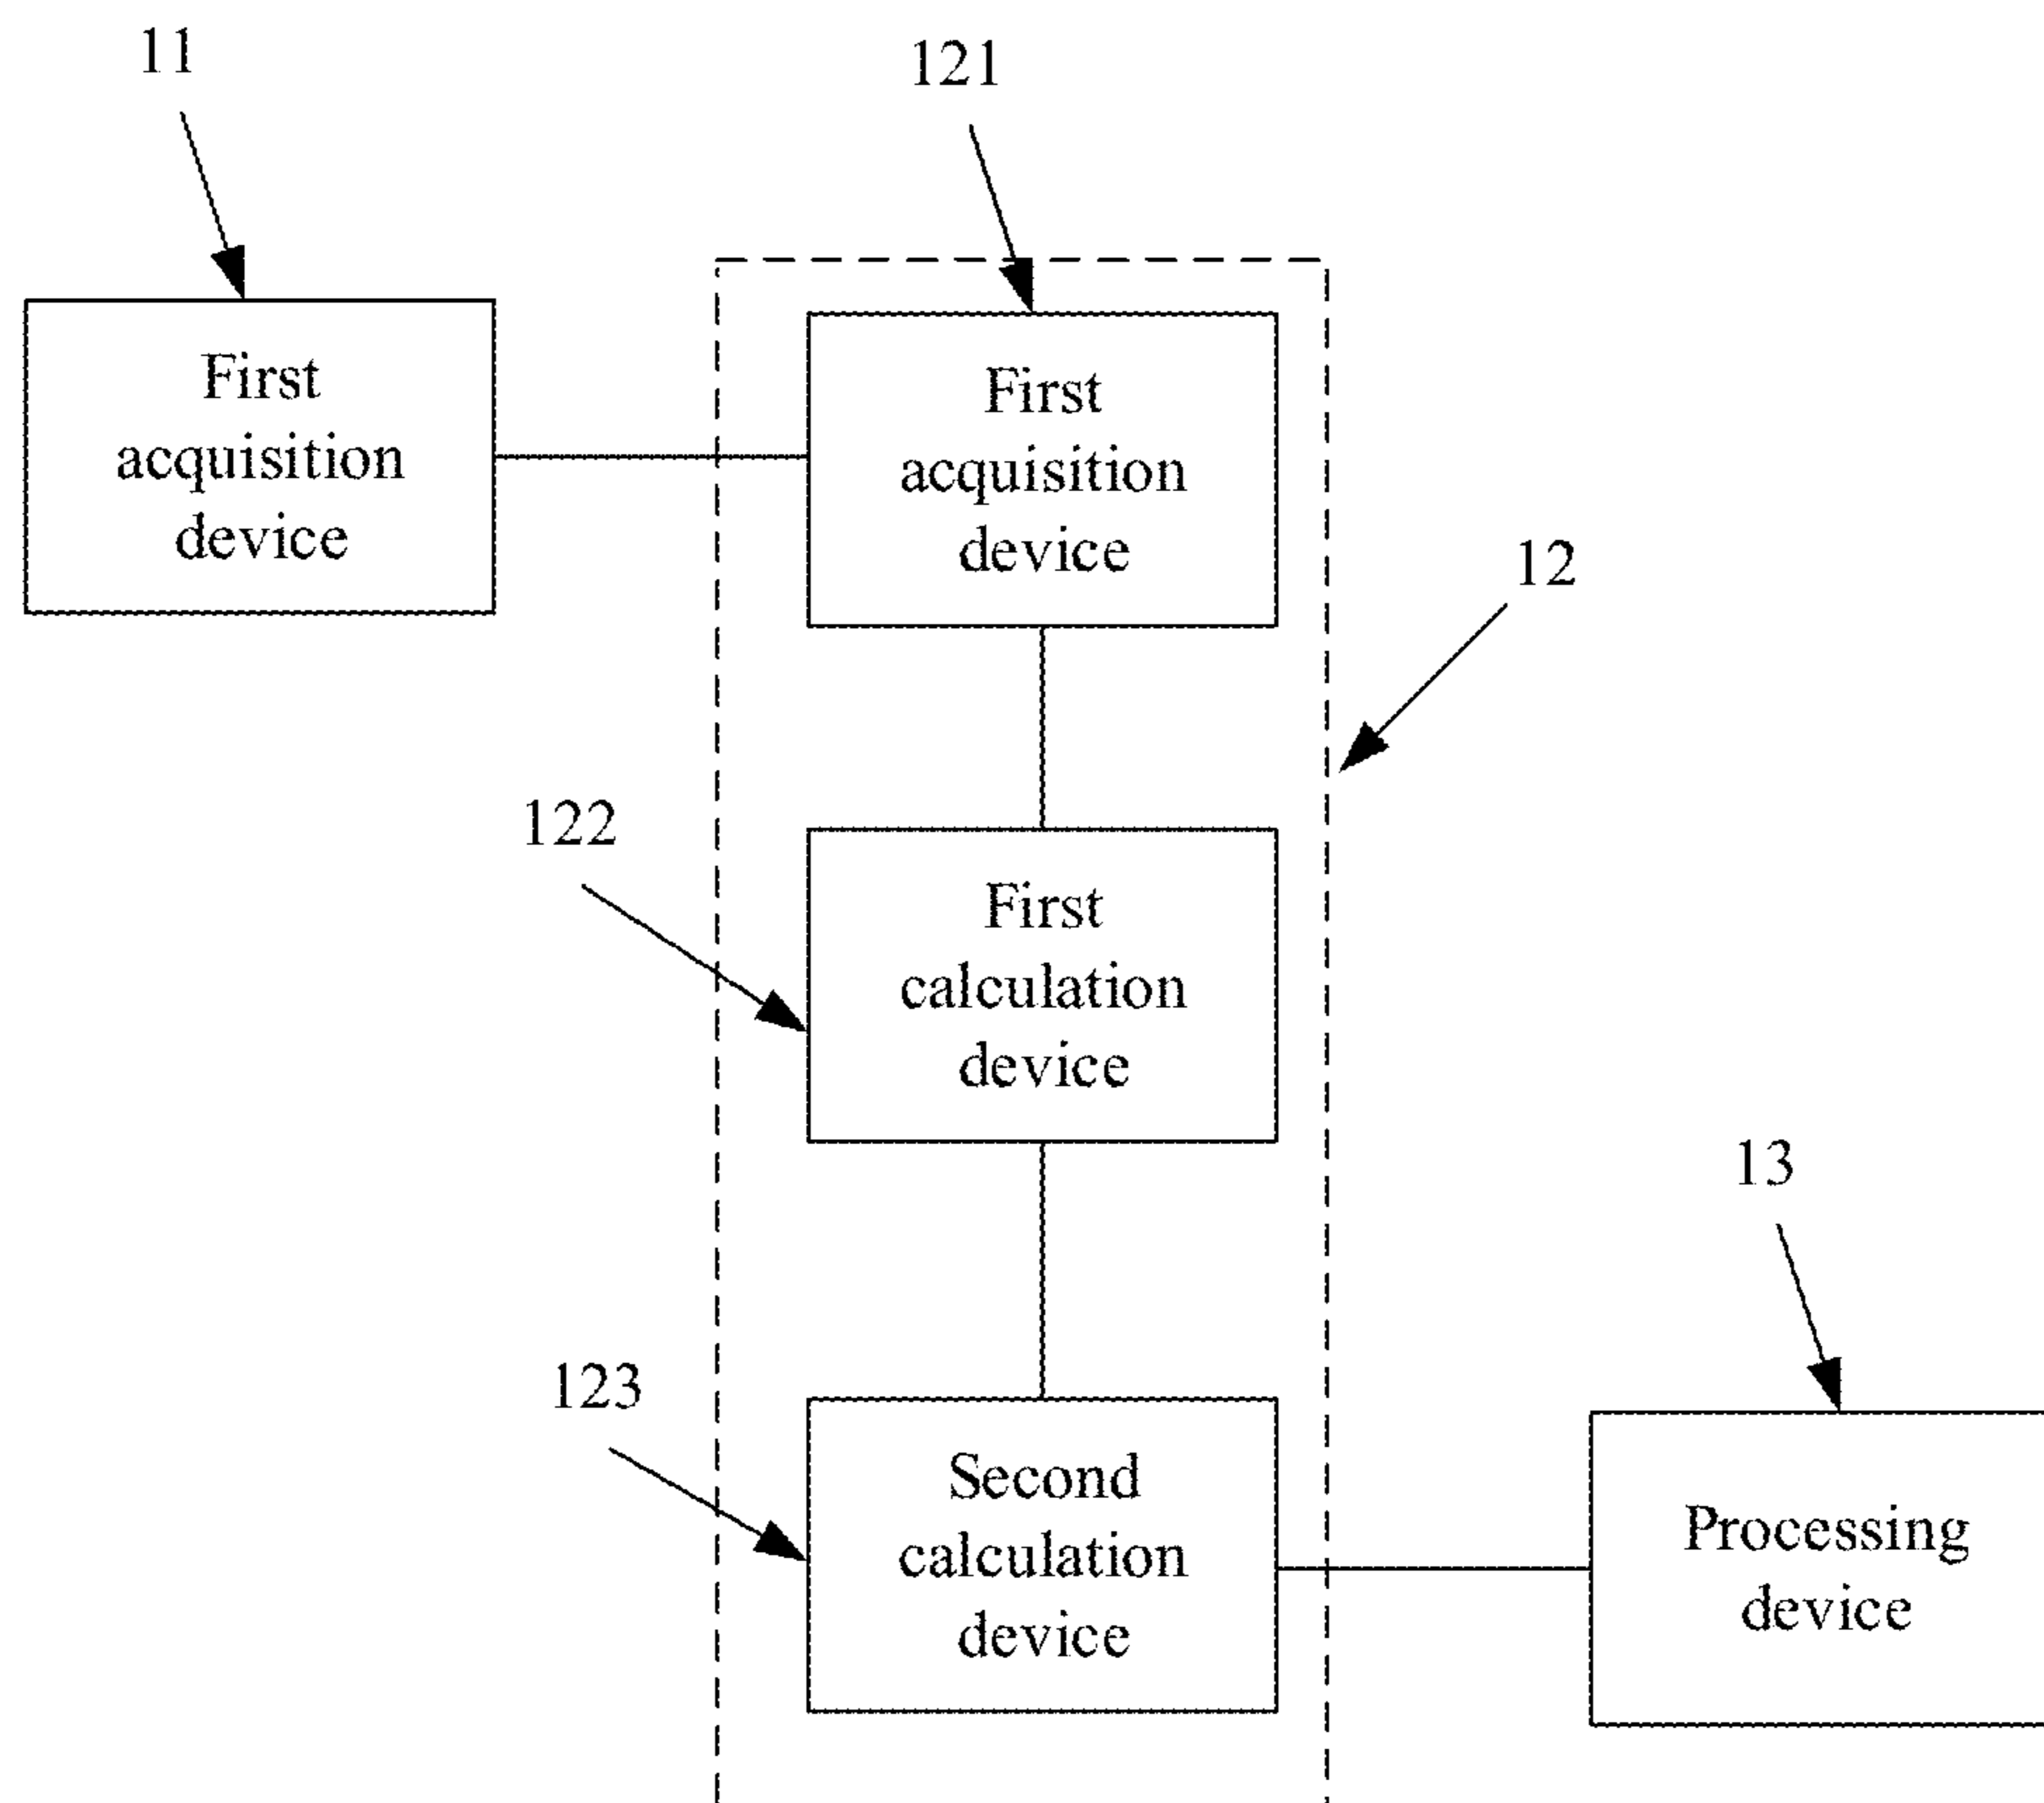 11
121
First
acquisition
device
First
acquisition
device
12
122
First
calculation
device
13
123
Second
calculation
device
Processing
device